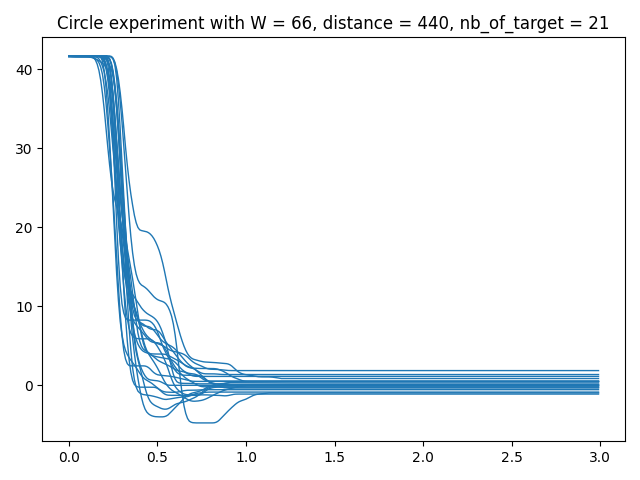 Circle experiment with W = 66, distance = 440, nb_of_target = 21
40
30
20
10
0
0.0 0.5 1.0 1.5 2.0 2.5 3.0